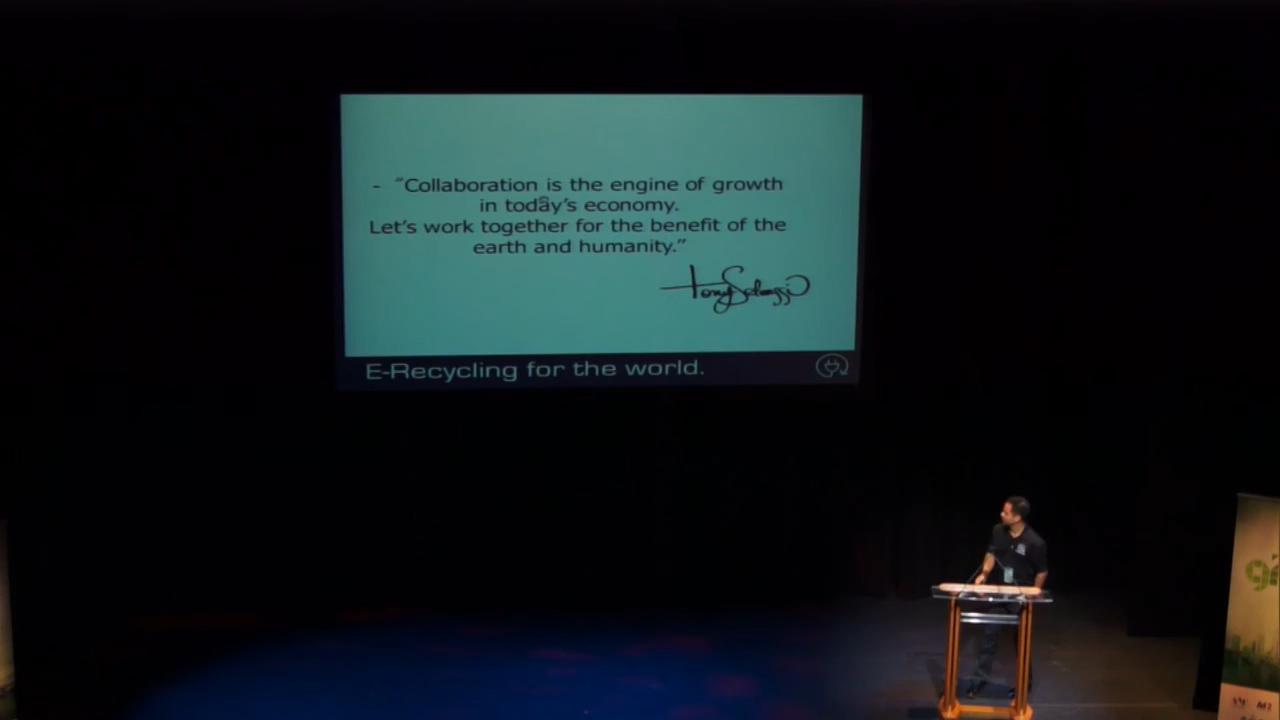 - “Collaboration is the engine of growth
in today’s economy.
Let’s work together for the benefit of the
earth and humanity.”
E-Recycling for the world.